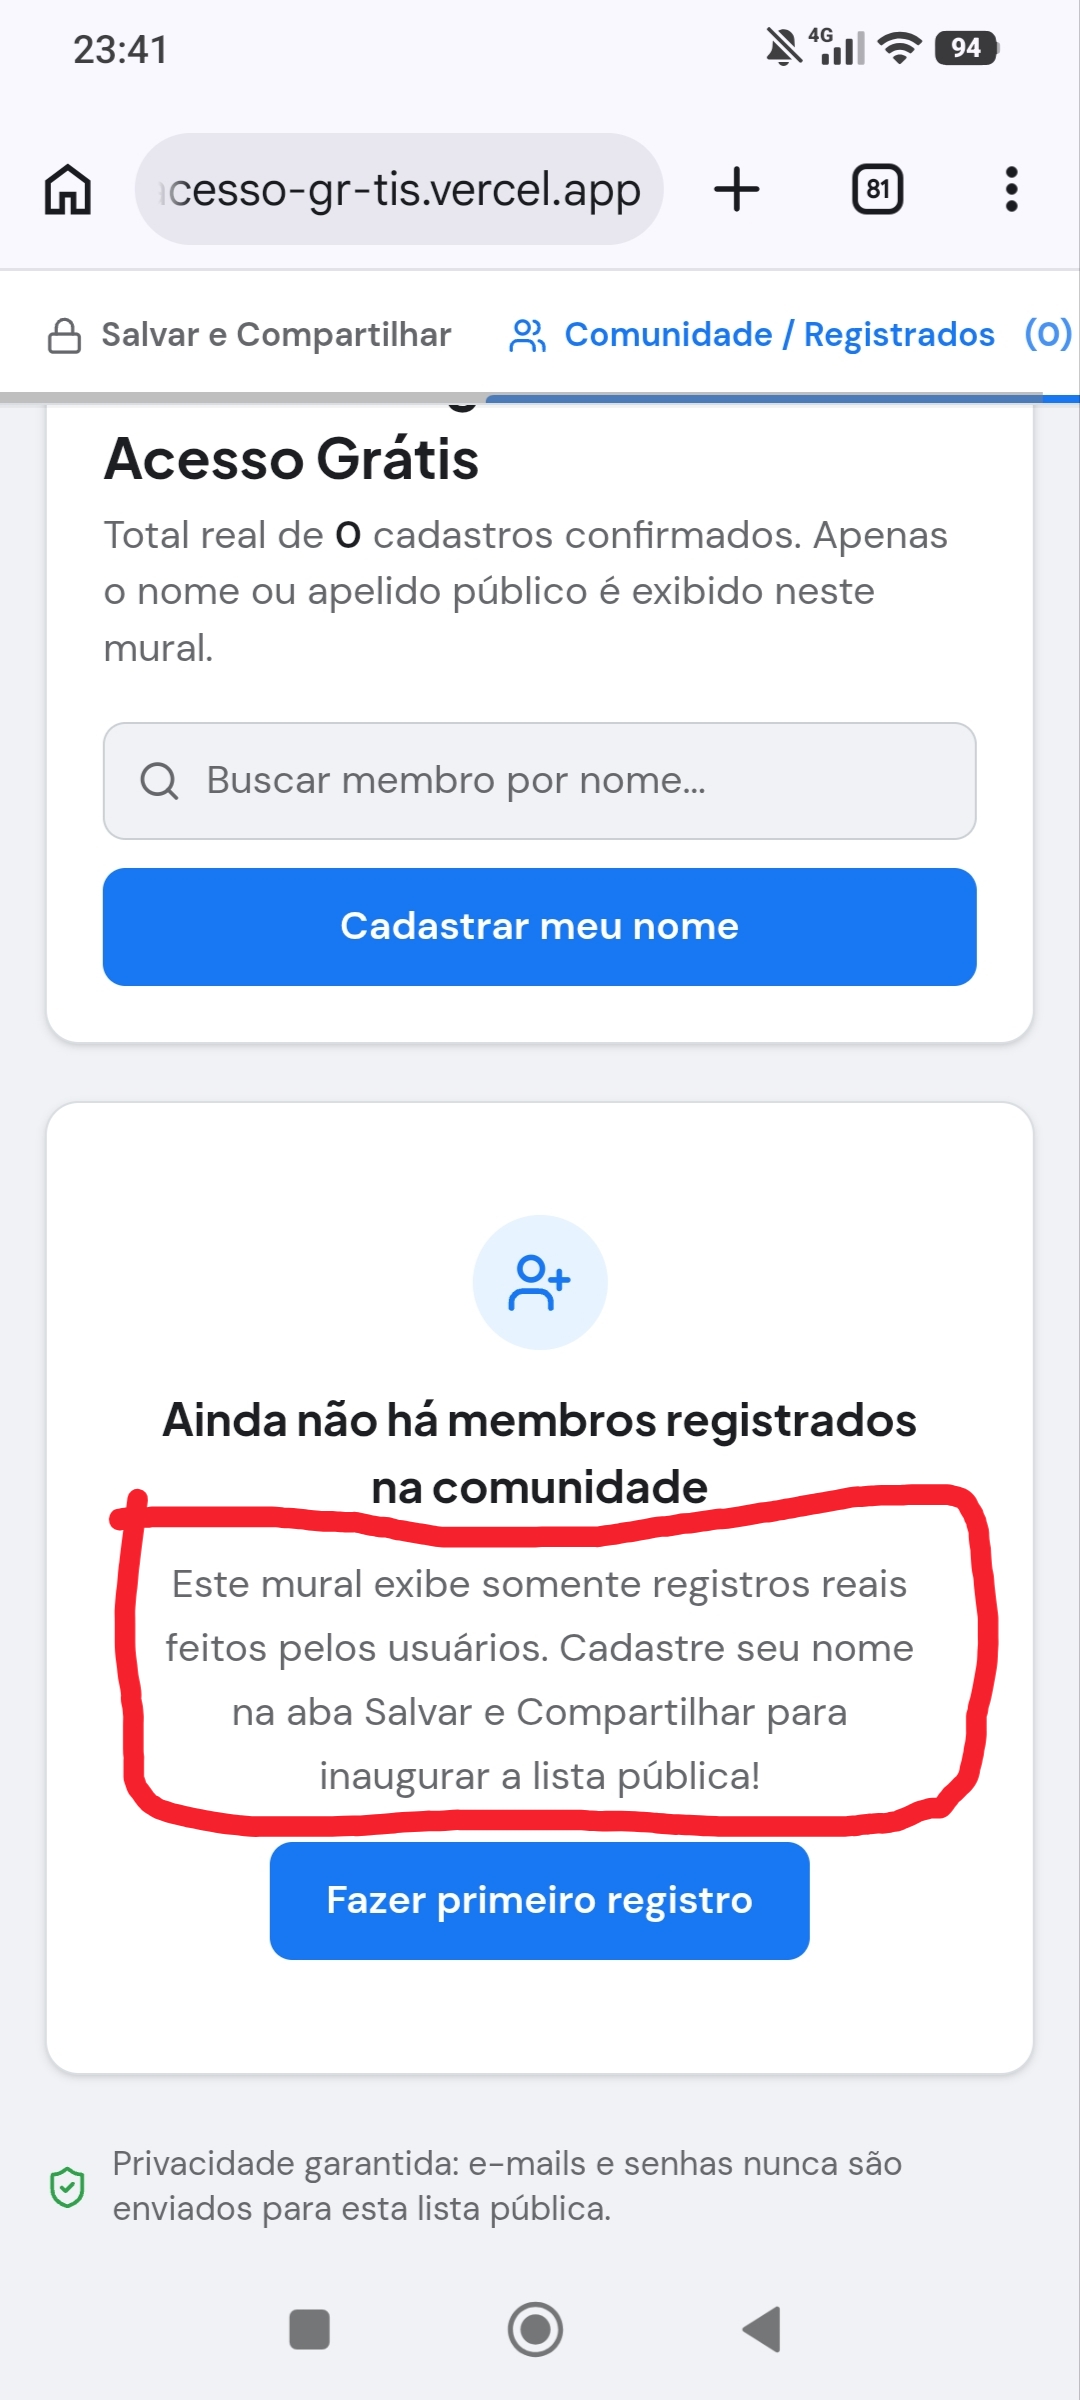 23:41
4G
94
cesso-gr-tis.vercel.app
81
Salvar e Compartilhar
Comunidade / Registrados (0)
Acesso Grátis
Total real de 0 cadastros confirmados. Apenas
o nome ou apelido público é exibido neste
mural.
Buscar membro por nome...
Cadastrar meu nome
Ainda não há membros registrados
na comunidade
Este mural exibe somente registros reais
feitos pelos usuários. Cadastre seu nome
na aba Salvar e Compartilhar para
inaugurar a lista pública!
Fazer primeiro registro
Privacidade garantida: e-mails e senhas nunca são
enviados para esta lista pública.